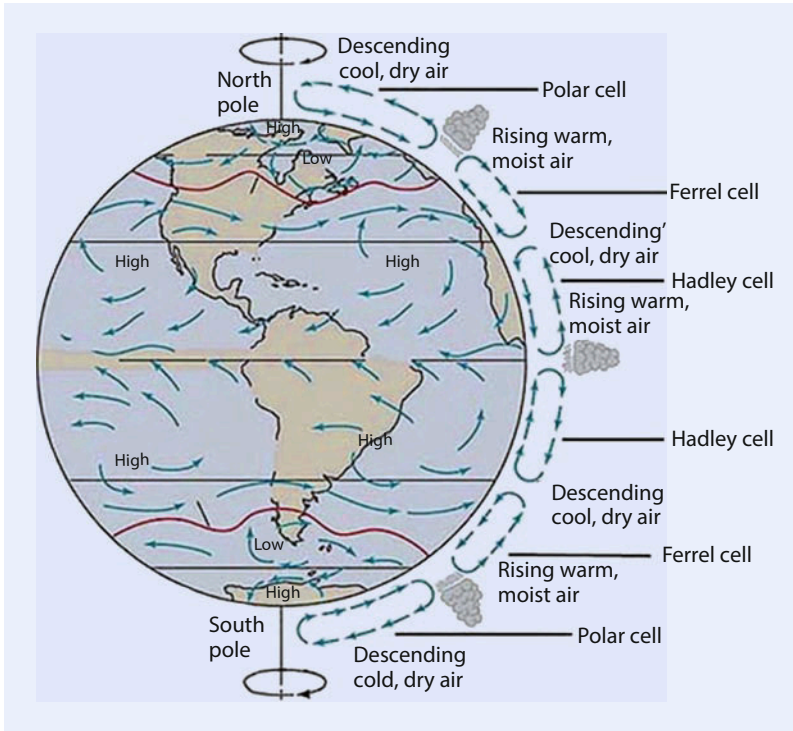 Descending
cool, dry air
North
pole
Polar cell
High
Rising warm,
moist air
Low
Ferrel cell
Descending'
cool, dry air
High
High
Hadley cell
Rising warm,
moist air
Hadley cell
High
High
Descending
cool, dry air
Low
Ferrel cell
Rising warm,
moist air
High
South
pole
Polar cell
Descending
cold, dry air